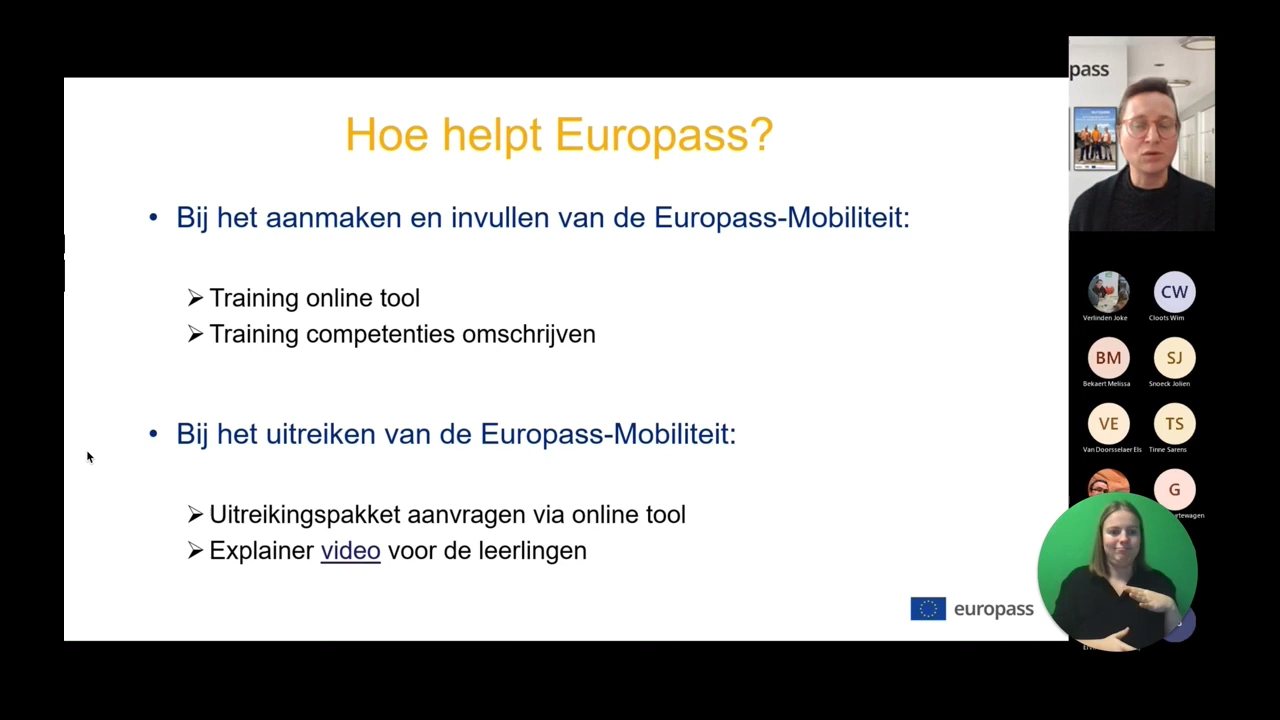 Hoe helpt Europass?
• Bij het aanmaken en invullen van de Europass-Mobiliteit:
➢ Training online tool
➢ Training competenties omschrijven
• Bij het uitreiken van de Europass-Mobiliteit:
➢ Uitreikingspakket aanvragen via online tool
➢ Explainer video voor de leerlingen
europass
pass
CW
Verlinden Joke
Cloots Wim
BM
SJ
Bekaert Melissa
Snoeck Jolien
VE
TS
Van Doorsselaer Els
Tinne Sarens
G